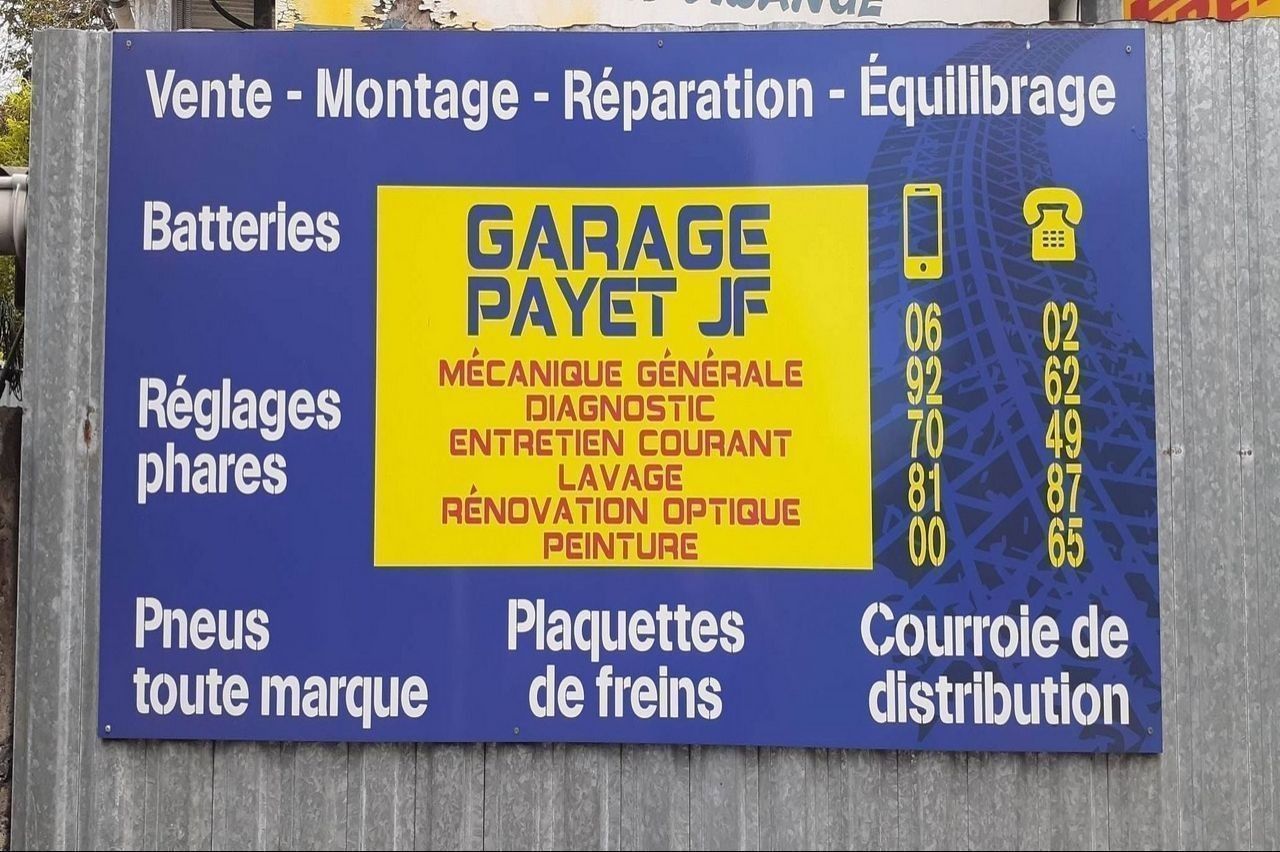 Vente - Montage - Réparation - Équilibrage
Batteries
GARAGE
PAYET JF
MÉCANIQUE GÉNÉRALE
DIAGNOSTIC
ENTRETIEN COURANT
LAVAGE
RÉNOVATION OPTIQUE
PEINTURE
06
92
70
81
00
02
62
49
87
65
Réglages
phares
Pneus
toute marque
Plaquettes
de freins
Courroie de
distribution